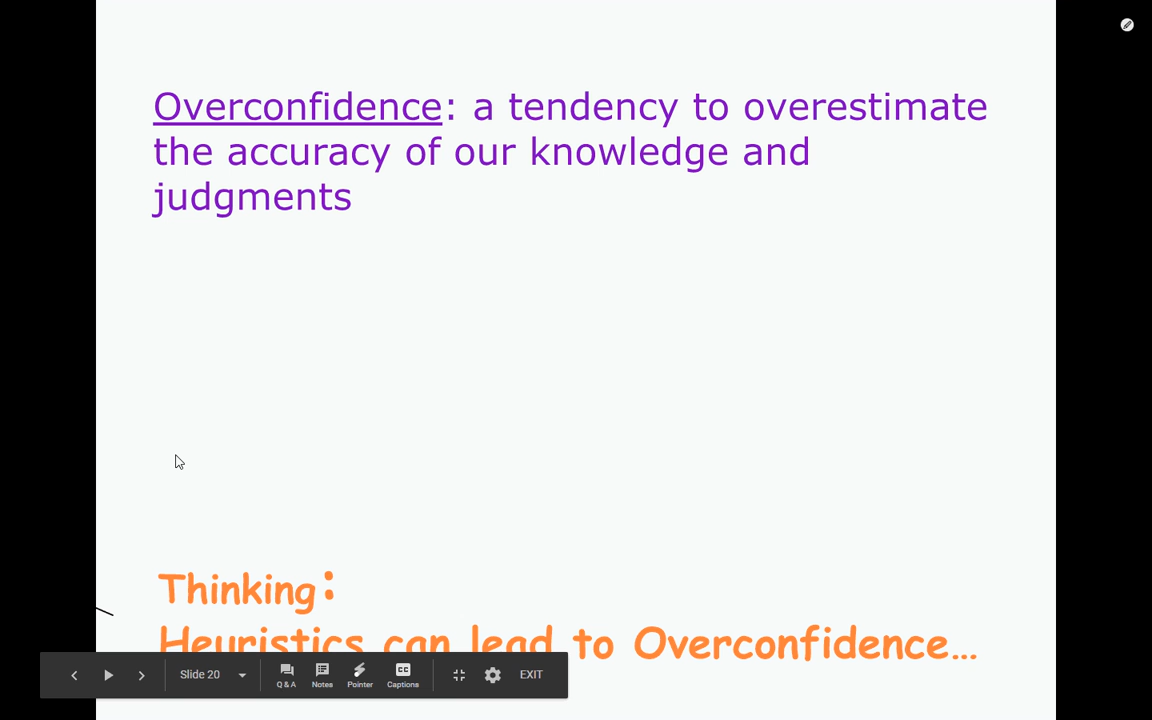 Overconfidence: a tendency to overestimate
the accuracy of our knowledge and
judgments
Thinking:
Heuristics can lead to Overconfidence...
Slide 20
Q & A
Notes
Pointer
CC
Captions
EXIT